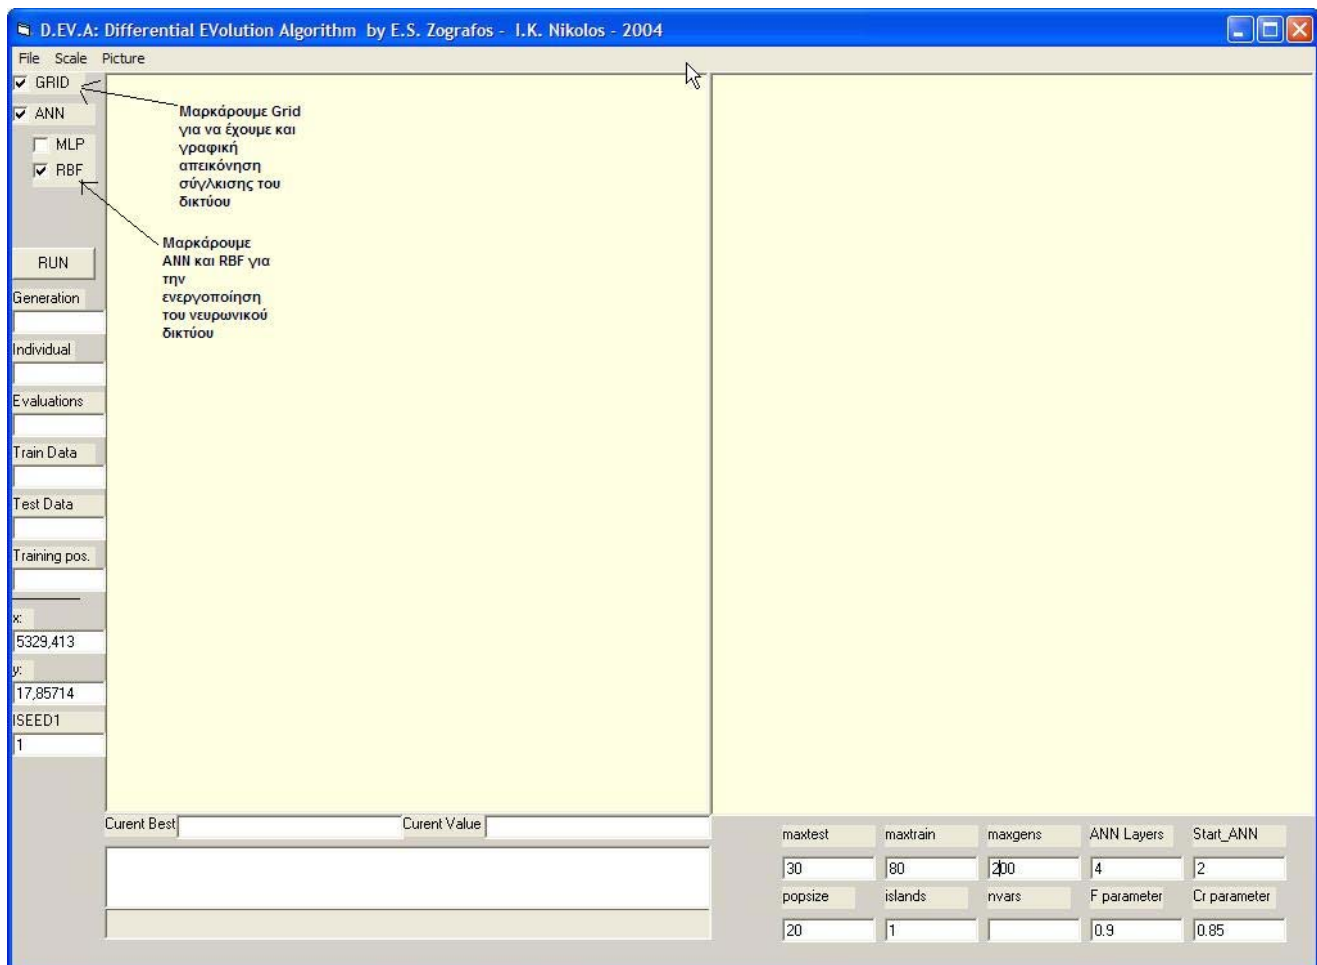 D.EV.A: Differential EVolution Algorithm by E.S. Zografos - I.K. Nikolos - 2004
File Scale Picture
GRID
ANN
MLP
RBF
Μαρκάρουμε Grid
για να έχουμε και
γραφική
απεικόνηση
σύγλκισης του
δικτύου
Μαρκάρουμε
ANN και RBF για
την
ενεργοποίηση
του νευρωνικού
δικτύου
RUN
Generation
Individual
Evaluations
Train Data
Test Data
Training pos.
x:
5329,413
y:
17,85714
ISEED1
1
Curent Best Curent Value
maxtest maxtrain maxgens ANN Layers Start_ANN
30 80 200 4 2
popsize islands nvars F parameter Cr parameter
20 1 0.9 0.85